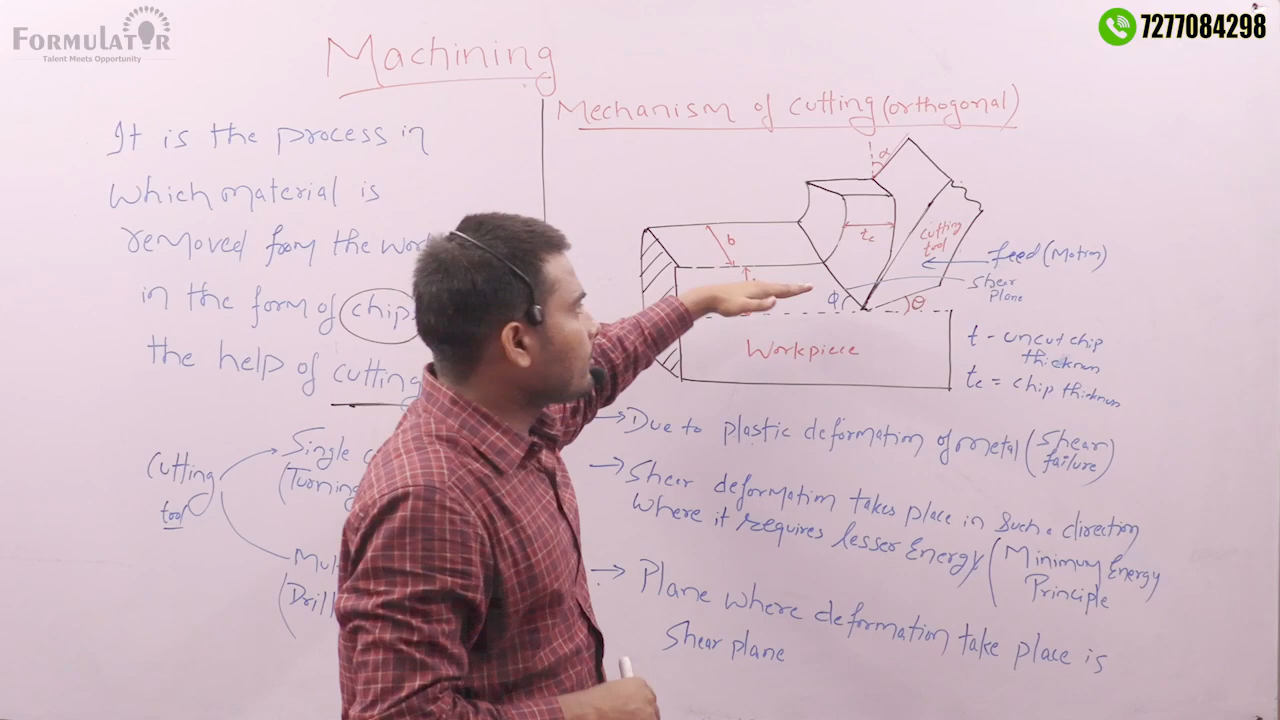 FORMULATOR
Talent Meets Opportunity
7277084298
Machining
It is the process in
which material is
removed from the
in the form of chips
the help of cutting
Cutting
tool
Single
(Turning
(Drill
Mechanism of cutting (orthogonal)
α
b
tc
cutting
tool
feed (Motion)
shear
plane
φ
θ
Workpiece
t - uncut chip
thickness
tc = chip thickness
→ Due to plastic deformation of metal (Shear
failure)
→ Shear deformation takes place in such a direction
where it requires lesser Energy (Minimum Energy
Principle
→ Plane where deformation take place is
Shear plane